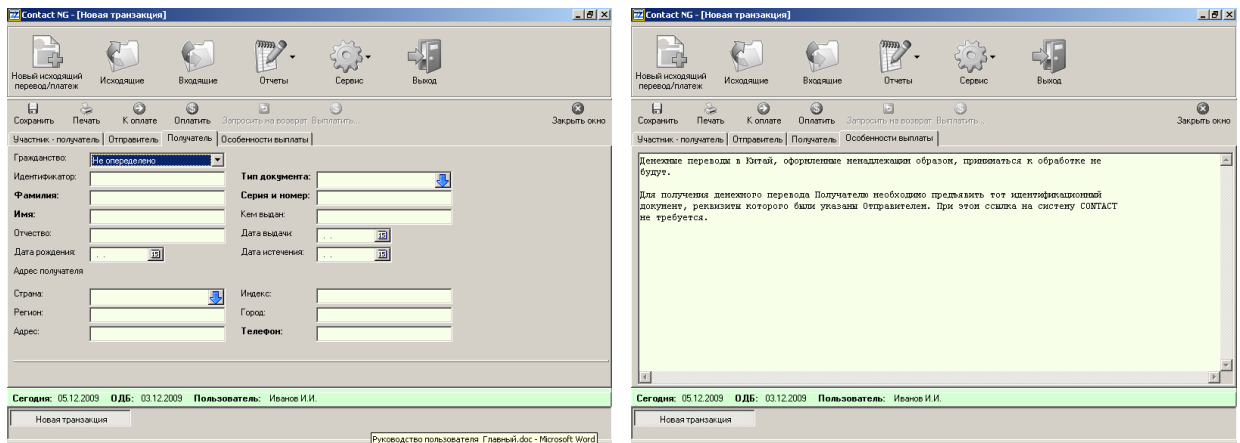 Contact NG - [Новая транзакция]
Новый исходящий перевод/платеж
Исходящие
Входящие
Отчеты
Сервис
Выход
Сохранить
Печать
К оплате
Оплатить
Запросить на возврат
Выплатить...
Закрыть окно
Участник - получатель
Отправитель
Получатель
Особенности выплаты
Гражданство:
Не определено
Идентификатор:
Тип документа:
Фамилия:
Серия и номер:
Имя:
Кем выдан:
Отчество:
Дата выдачи:
. .
15
Дата рождения:
. .
15
Дата истечения:
. .
15
Адрес получателя
Страна:
Индекс:
Регион:
Город:
Адрес:
Телефон:
Сегодня: 05.12.2009 ОДБ: 03.12.2009 Пользователь: Иванов И.И.
Новая транзакция
Руководство пользователя_Главный.doc - Microsoft Word
Contact NG - [Новая транзакция]
Новый исходящий перевод/платеж
Исходящие
Входящие
Отчеты
Сервис
Выход
Сохранить
Печать
К оплате
Оплатить
Запросить на возврат
Выплатить...
Закрыть окно
Участник - получатель
Отправитель
Получатель
Особенности выплаты
Денежные переводы в Китай, оформленные ненадлежащим образом, приниматься к обработке не
будут.
Для получения денежного перевода Получателю необходимо предъявить тот идентификационный
документ, реквизиты которого были указаны Отправителем. При этом ссылка на систему CONTACT
не требуется.
Сегодня: 05.12.2009 ОДБ: 03.12.2009 Пользователь: Иванов И.И.
Новая транзакция